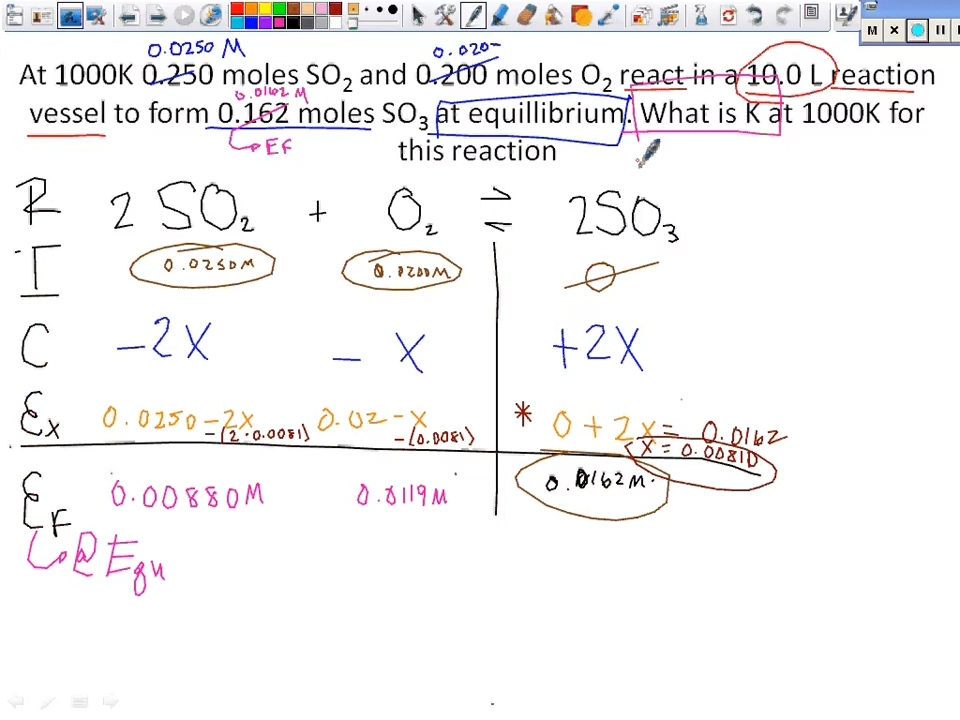 0.0250 M 0.020
At 1000K 0.250 moles SO₂ and 0.200 moles O₂ react in a 10.0 L reaction
0.0162 M
vessel to form 0.162 moles SO₃ at equillibrium. What is K at 1000K for
EF
this reaction
R 2 SO₂ + O₂ ⇌ 2SO₃
I 0.0250M 0.0200M 0
C -2X - X +2X
Ex 0.0250-2X 0.02-X * 0+2X = 0.0162
-(2·0.0081) -(0.0081) X = 0.00810
EF 0.00880M 0.0119M 0.0162M
@ Equ
M